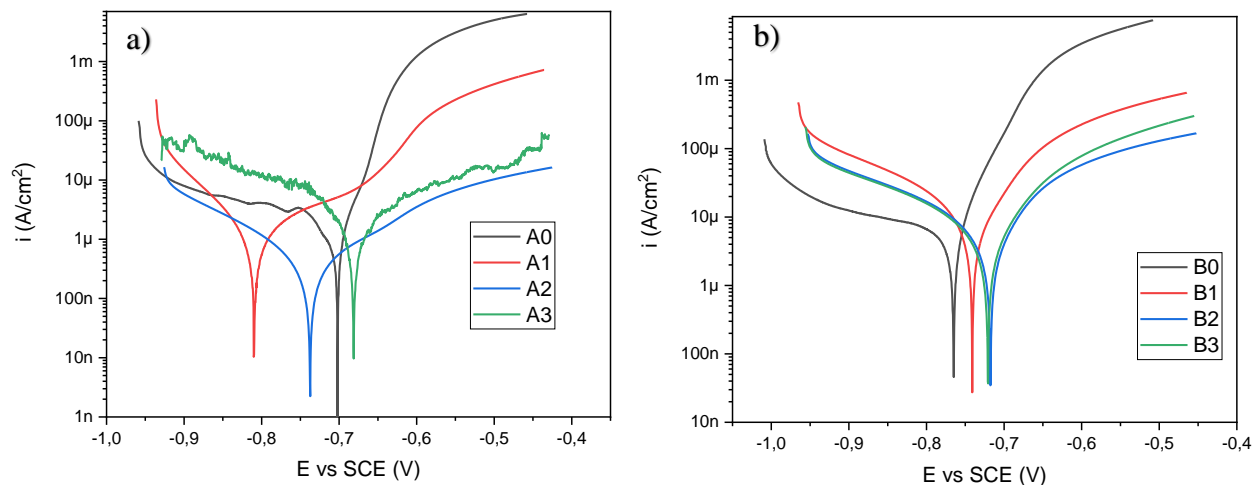 a)
1m
100µ
10µ
1µ
100n
10n
1n
i (A/cm2)
-1,0 -0,9 -0,8 -0,7 -0,6 -0,5 -0,4
E vs SCE (V)
A0
A1
A2
A3
b)
1m
100µ
10µ
1µ
100n
10n
i (A/cm2)
-1,0 -0,9 -0,8 -0,7 -0,6 -0,5 -0,4
E vs SCE (V)
B0
B1
B2
B3